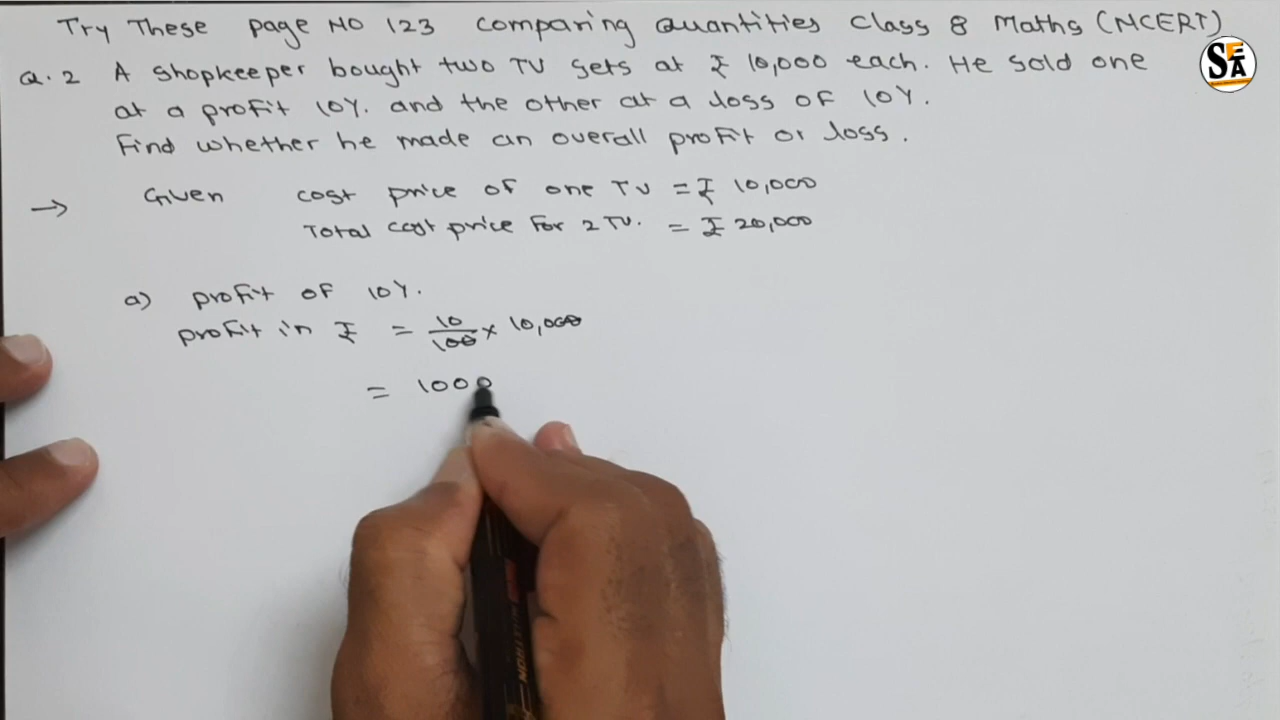 Try These page No 123 comparing quantities class 8 Maths (NCERT)
Q.2 A shopkeeper bought two TV sets at ₹ 10,000 each. He sold one
at a profit 10%. and the other at a loss of 10%.
Find whether he made an overall profit or loss.
→ Given cost price of one TV = ₹ 10,000
Total cost price for 2 TV. = ₹ 20,000
a) profit of 10%.
profit in ₹ = 10/100 × 10,000
= 1000
SFA